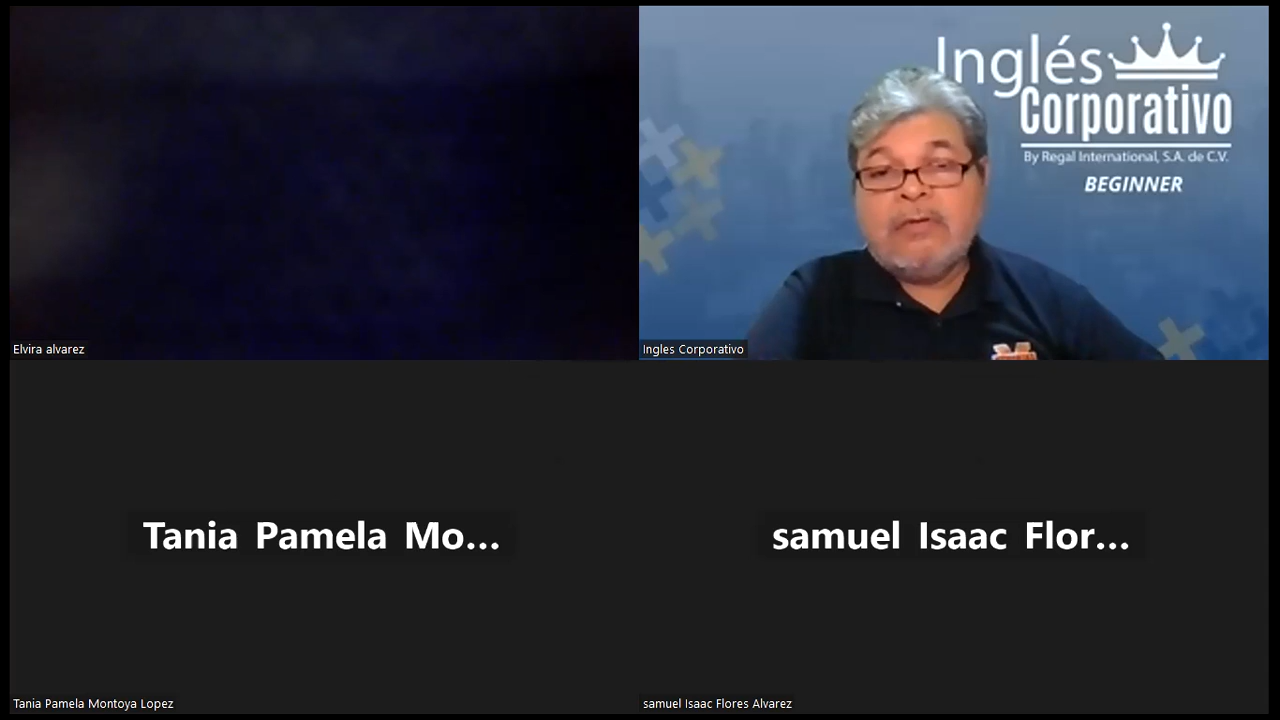 Inglés
Corporativo
By Regal International, S.A. de C.V.
BEGINNER
Elvira alvarez
Ingles Corporativo
Tania Pamela Mo...
samuel Isaac Flor...
Tania Pamela Montoya Lopez
samuel Isaac Flores Alvarez